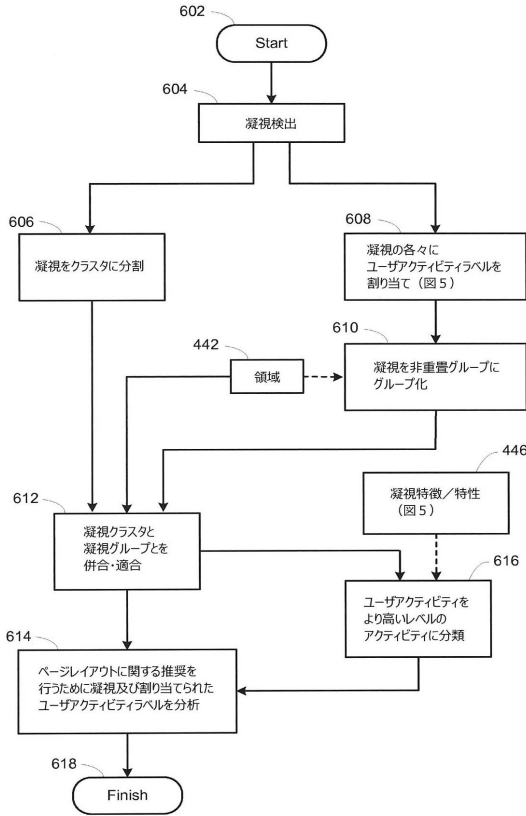 602
Start
604
凝視検出
606
凝視をクラスタに分割
608
凝視の各々に
ユーザアクティビティラベルを
割り当て（図５）
610
442
領域
凝視を非重畳グループに
グループ化
446
凝視特徴／特性
（図５）
612
凝視クラスタと
凝視グループとを
併合・適合
616
ユーザアクティビティを
より高いレベルの
アクティビティに分類
614
ページレイアウトに関する推奨を
行うために凝視及び割り当てられた
ユーザアクティビティラベルを分析
618
Finish